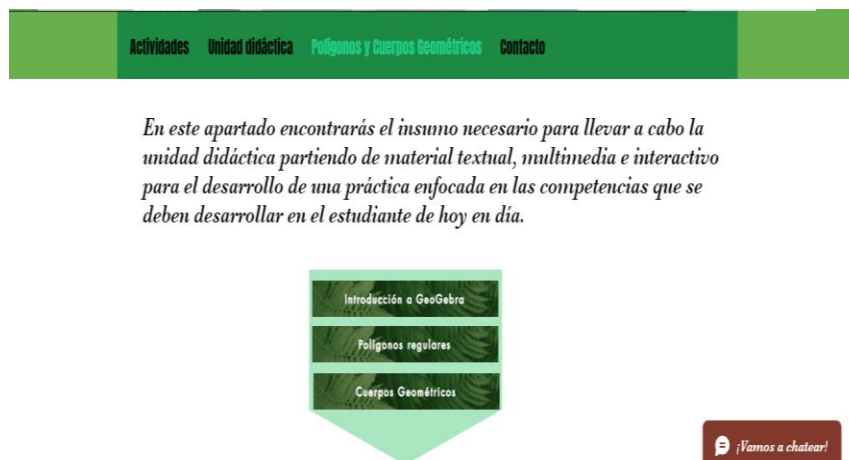 Actividades Unidad didáctica Polígonos y Cuerpos Geométricos Contacto
En este apartado encontrarás el insumo necesario para llevar a cabo la
unidad didáctica partiendo de material textual, multimedia e interactivo
para el desarrollo de una práctica enfocada en las competencias que se
deben desarrollar en el estudiante de hoy en día.
Introducción a GeoGebra
Polígonos regulares
Cuerpos Geométricos
¡Vamos a chatear!